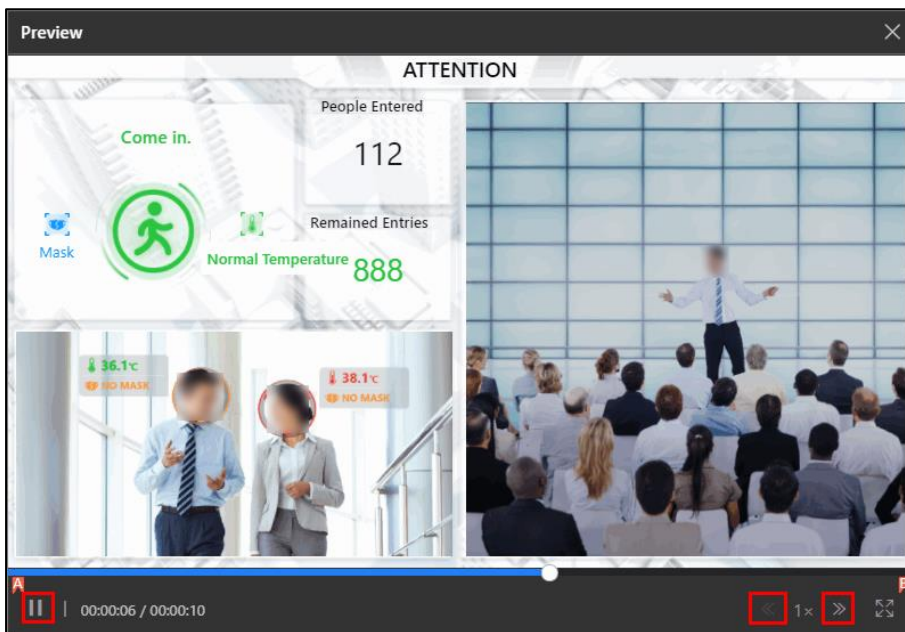 Preview
ATTENTION
People Entered
112
Come in.
Remained Entries
Mask
Normal Temperature
888
36.1℃
NO MASK
38.1℃
NO MASK
A
00:00:06 / 00:00:10
1×